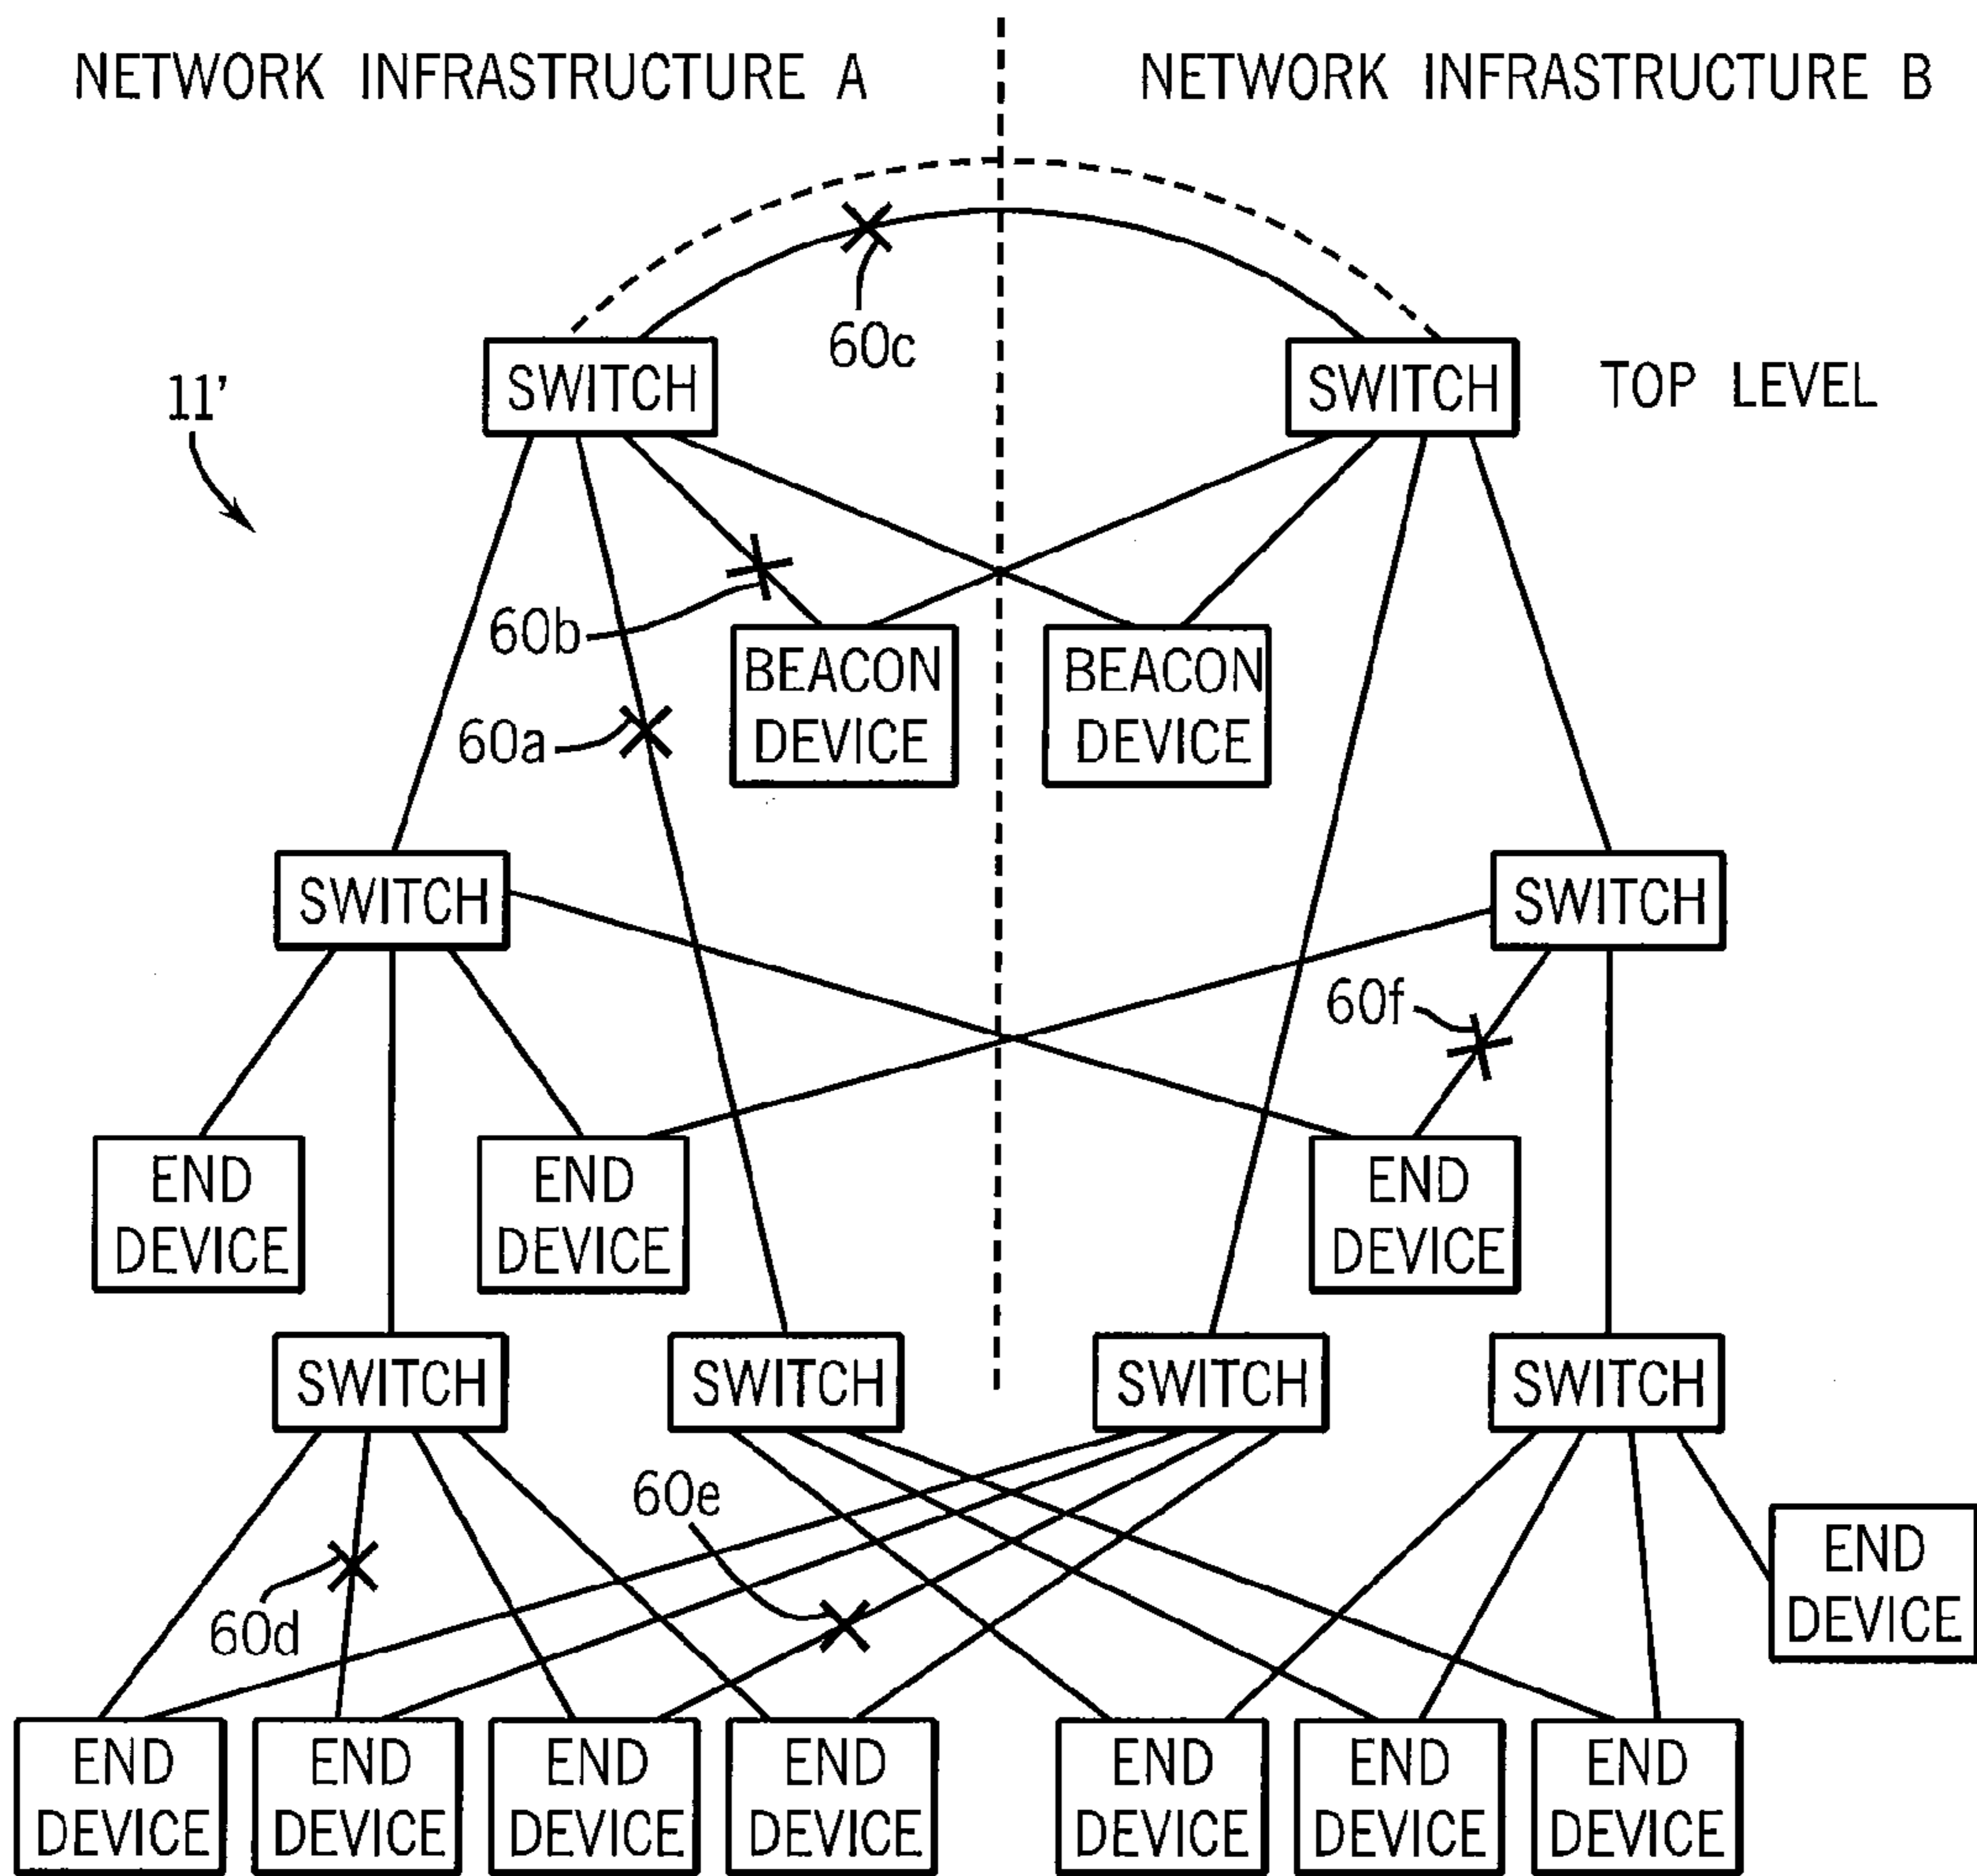 NETWORK INFRASTRUCTURE A
NETWORK INFRASTRUCTURE B
60c
SWITCH
SWITCH
TOP LEVEL
11'
60b
BEACON
DEVICE
BEACON
DEVICE
60a
SWITCH
SWITCH
60f
END
DEVICE
END
DEVICE
END
DEVICE
SWITCH
SWITCH
SWITCH
SWITCH
60e
60d
END
DEVICE
END
DEVICE
END
DEVICE
END
DEVICE
END
DEVICE
END
DEVICE
END
DEVICE
END
DEVICE